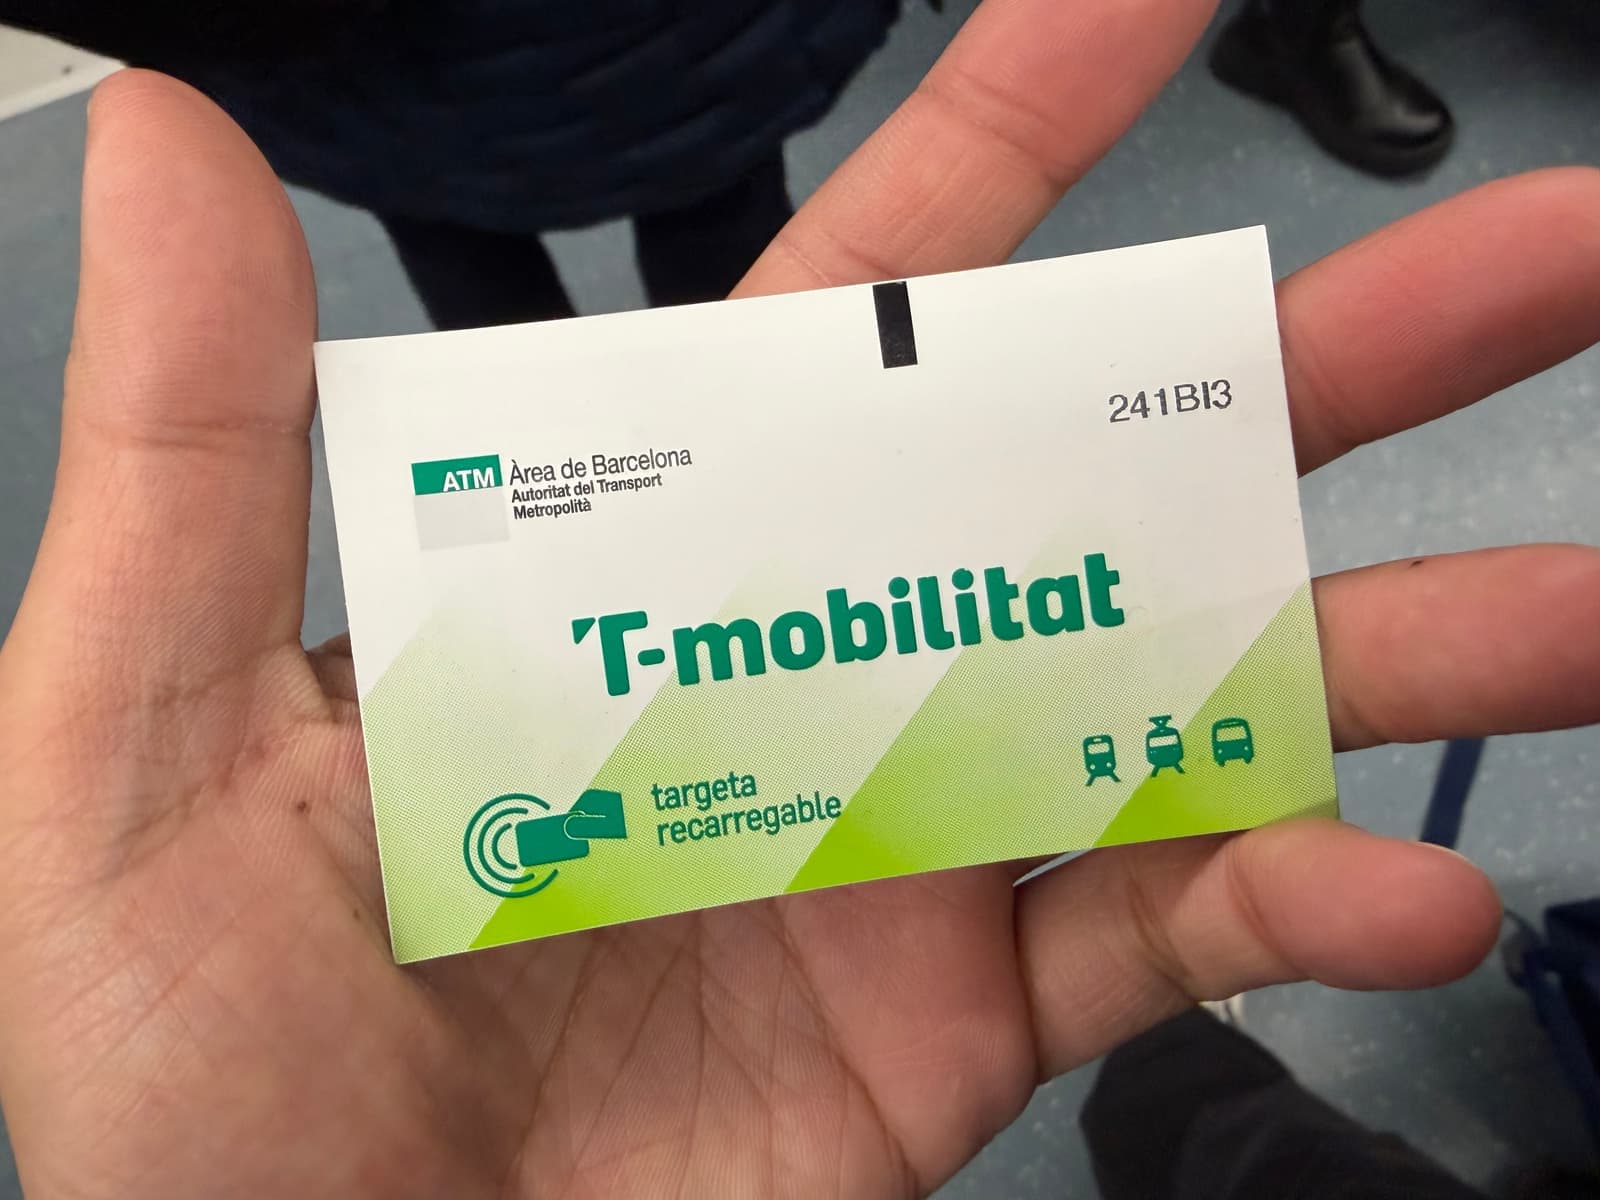 241BI3
ATM Àrea de Barcelona
Autoritat del Transport
Metropolità
T-mobilitat
targeta
recarregable